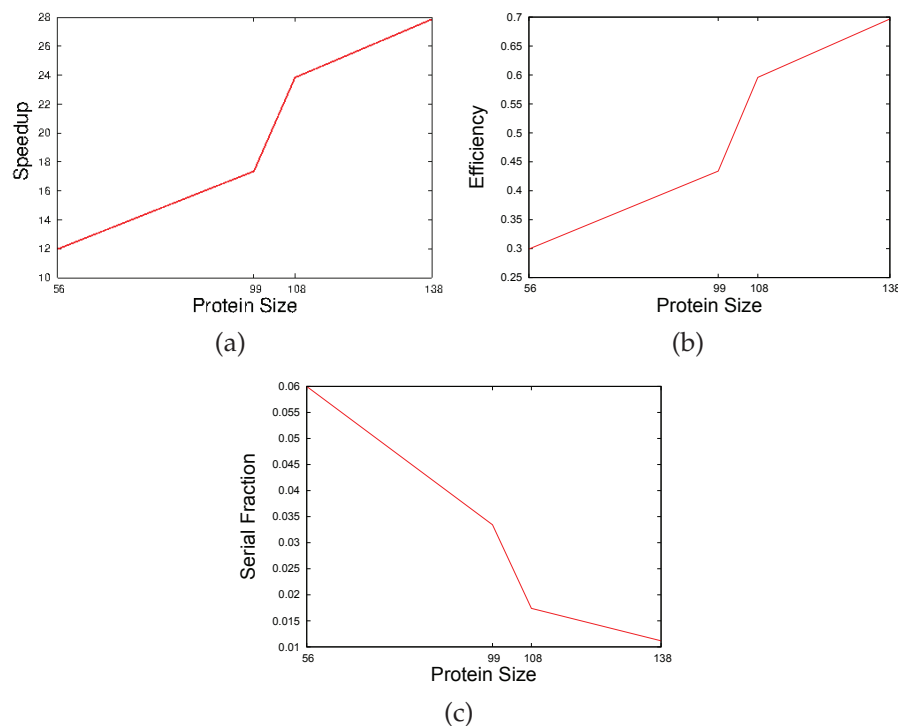 28
26
24
22
20
18
16
14
12
10
Speedup
56 99 108 138
Protein Size
(a)
0.7
0.65
0.6
0.55
0.5
0.45
0.4
0.35
0.3
0.25
Efficiency
56 99 108 138
Protein Size
(b)
0.06
0.055
0.05
0.045
0.04
0.035
0.03
0.025
0.02
0.015
0.01
Serial Fraction
56 99 108 138
Protein Size
(c)